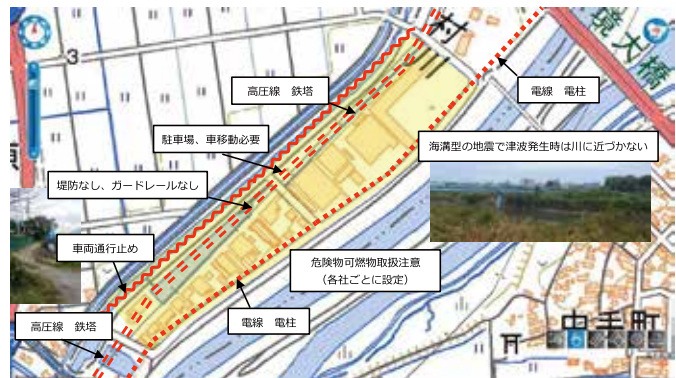 村
境大橋
3
高圧線 鉄塔
電線 電柱
駐車場、車移動必要
海溝型の地震で津波発生時は川に近づかない
堤防なし、ガードレールなし
車両通行止め
危険物可燃物取扱注意
(各社ごとに設定)
高圧線 鉄塔
電線 電柱
中手町